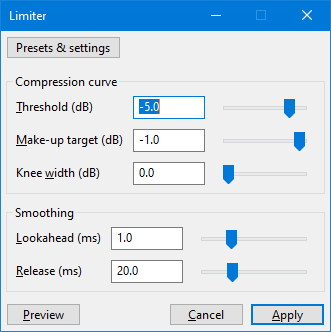 Limiter
Presets & settings
Compression curve
Threshold (dB) -5.0
Make-up target (dB) -1.0
Knee width (dB) 0.0
Smoothing
Lookahead (ms) 1.0
Release (ms) 20.0
Preview Cancel Apply